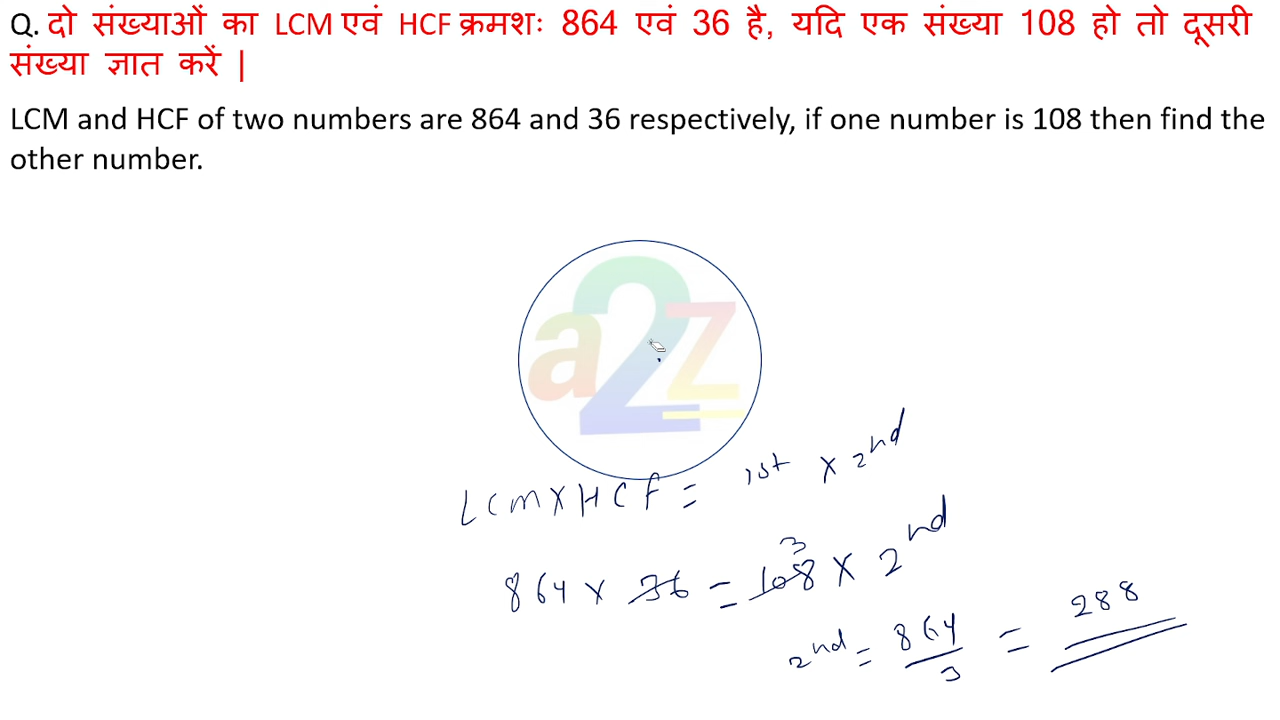 Q. दो संख्याओं का LCM एवं HCF क्रमशः 864 एवं 36 है, यदि एक संख्या 108 हो तो दूसरी
संख्या ज्ञात करें |
LCM and HCF of two numbers are 864 and 36 respectively, if one number is 108 then find the
other number.
a2z
LCM X HCF = 1st X 2nd
3
864 X 36 = 108 X 2nd
2nd = 864/3 = 288